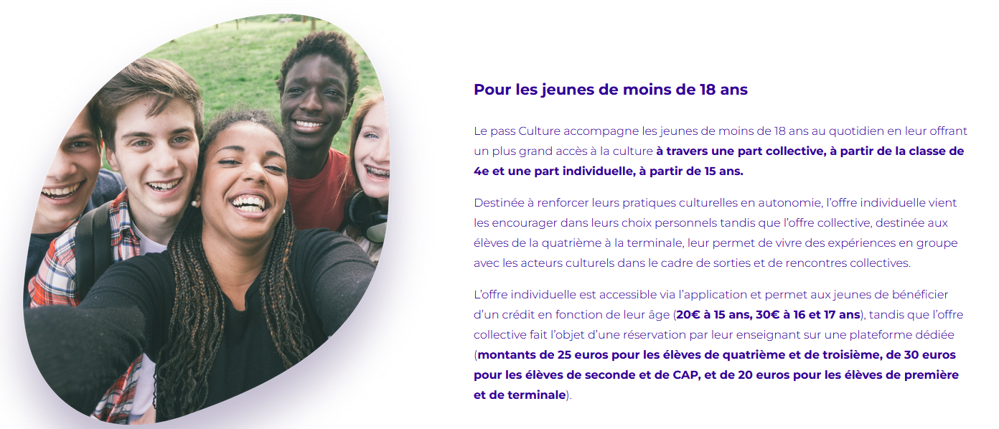 Pour les jeunes de moins de 18 ans
Le pass Culture accompagne les jeunes de moins de 18 ans au quotidien en leur offrant
un plus grand accès à la culture à travers une part collective, à partir de la classe de
4e et une part individuelle, à partir de 15 ans.
Destinée à renforcer leurs pratiques culturelles en autonomie, l’offre individuelle vient
les encourager dans leurs choix personnels tandis que l’offre collective, destinée aux
élèves de la quatrième à la terminale, leur permet de vivre des expériences en groupe
avec les acteurs culturels dans le cadre de sorties et de rencontres collectives.
L’offre individuelle est accessible via l’application et permet aux jeunes de bénéficier
d’un crédit en fonction de leur âge (20€ à 15 ans, 30€ à 16 et 17 ans), tandis que l’offre
collective fait l’objet d’une réservation par leur enseignant sur une plateforme dédiée
(montants de 25 euros pour les élèves de quatrième et de troisième, de 30 euros
pour les élèves de seconde et de CAP, et de 20 euros pour les élèves de première
et de terminale).